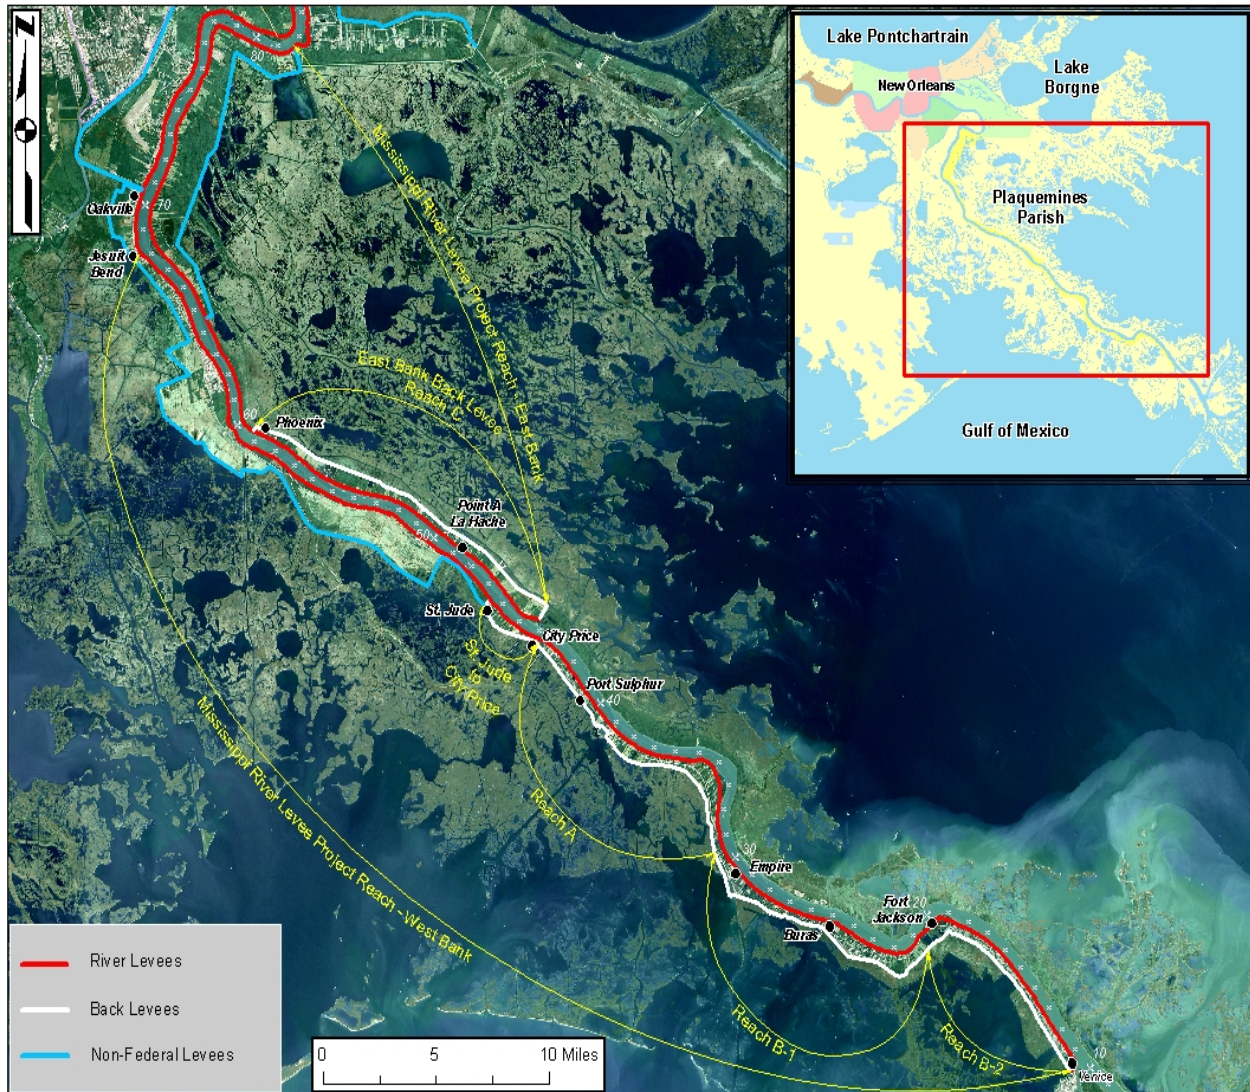 N
80
Lake Pontchartrain
New Orleans
Lake
Borgne
Plaquemines
Parish
Gulf of Mexico
Mississippi River Levee Project Reach - East Bank
Oakville
70
Jesuit
Bend
East Bank Back Levee
Reach C
60
Phoenix
Point A
La Hache
50
St. Jude
City Price
St. Jude
to
City Price
Port Sulphur
40
Reach A
Mississippi River Levee Project Reach - West Bank
30
Empire
Fort
Jackson
20
Buras
Reach B-1
Reach B-2
10
Venice
River Levees
Back Levees
Non-Federal Levees
0
5
10 Miles